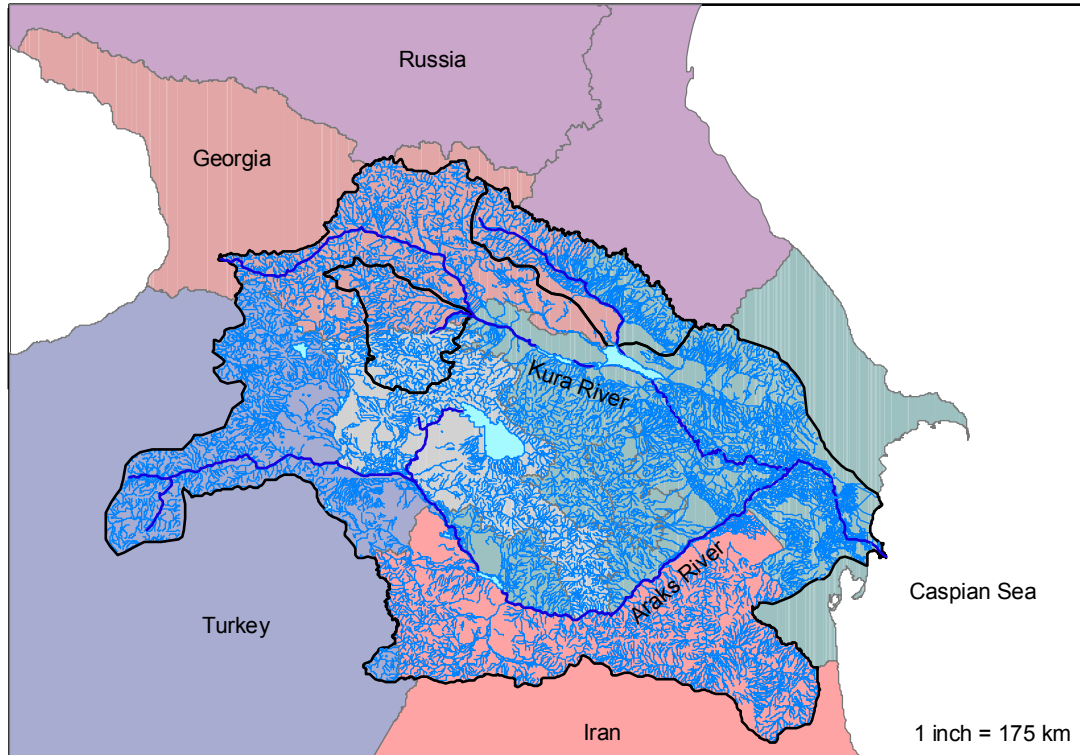 Russia
Georgia
Kura River
Araks River
Caspian Sea
Turkey
Iran
1 inch = 175 km